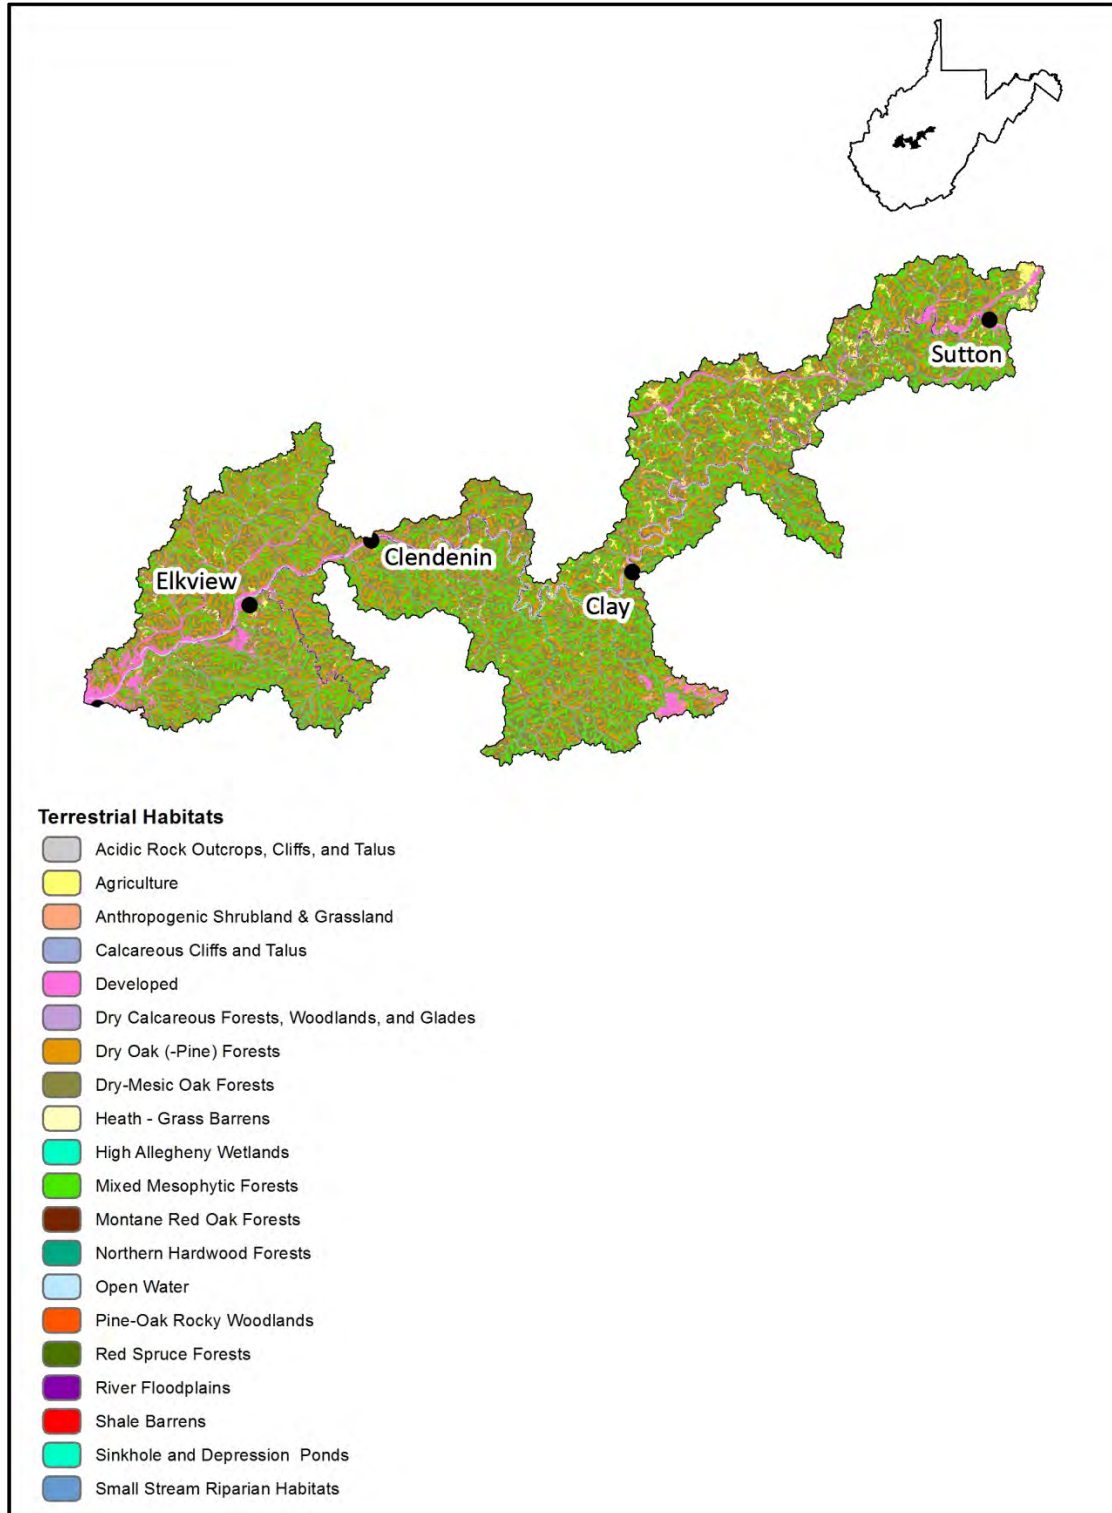 Sutton
Clendenin
Elkview
Clay
Terrestrial Habitats
Acidic Rock Outcrops, Cliffs, and Talus
Agriculture
Anthropogenic Shrubland & Grassland
Calcareous Cliffs and Talus
Developed
Dry Calcareous Forests, Woodlands, and Glades
Dry Oak (-Pine) Forests
Dry-Mesic Oak Forests
Heath - Grass Barrens
High Allegheny Wetlands
Mixed Mesophytic Forests
Montane Red Oak Forests
Northern Hardwood Forests
Open Water
Pine-Oak Rocky Woodlands
Red Spruce Forests
River Floodplains
Shale Barrens
Sinkhole and Depression  Ponds
Small Stream Riparian Habitats